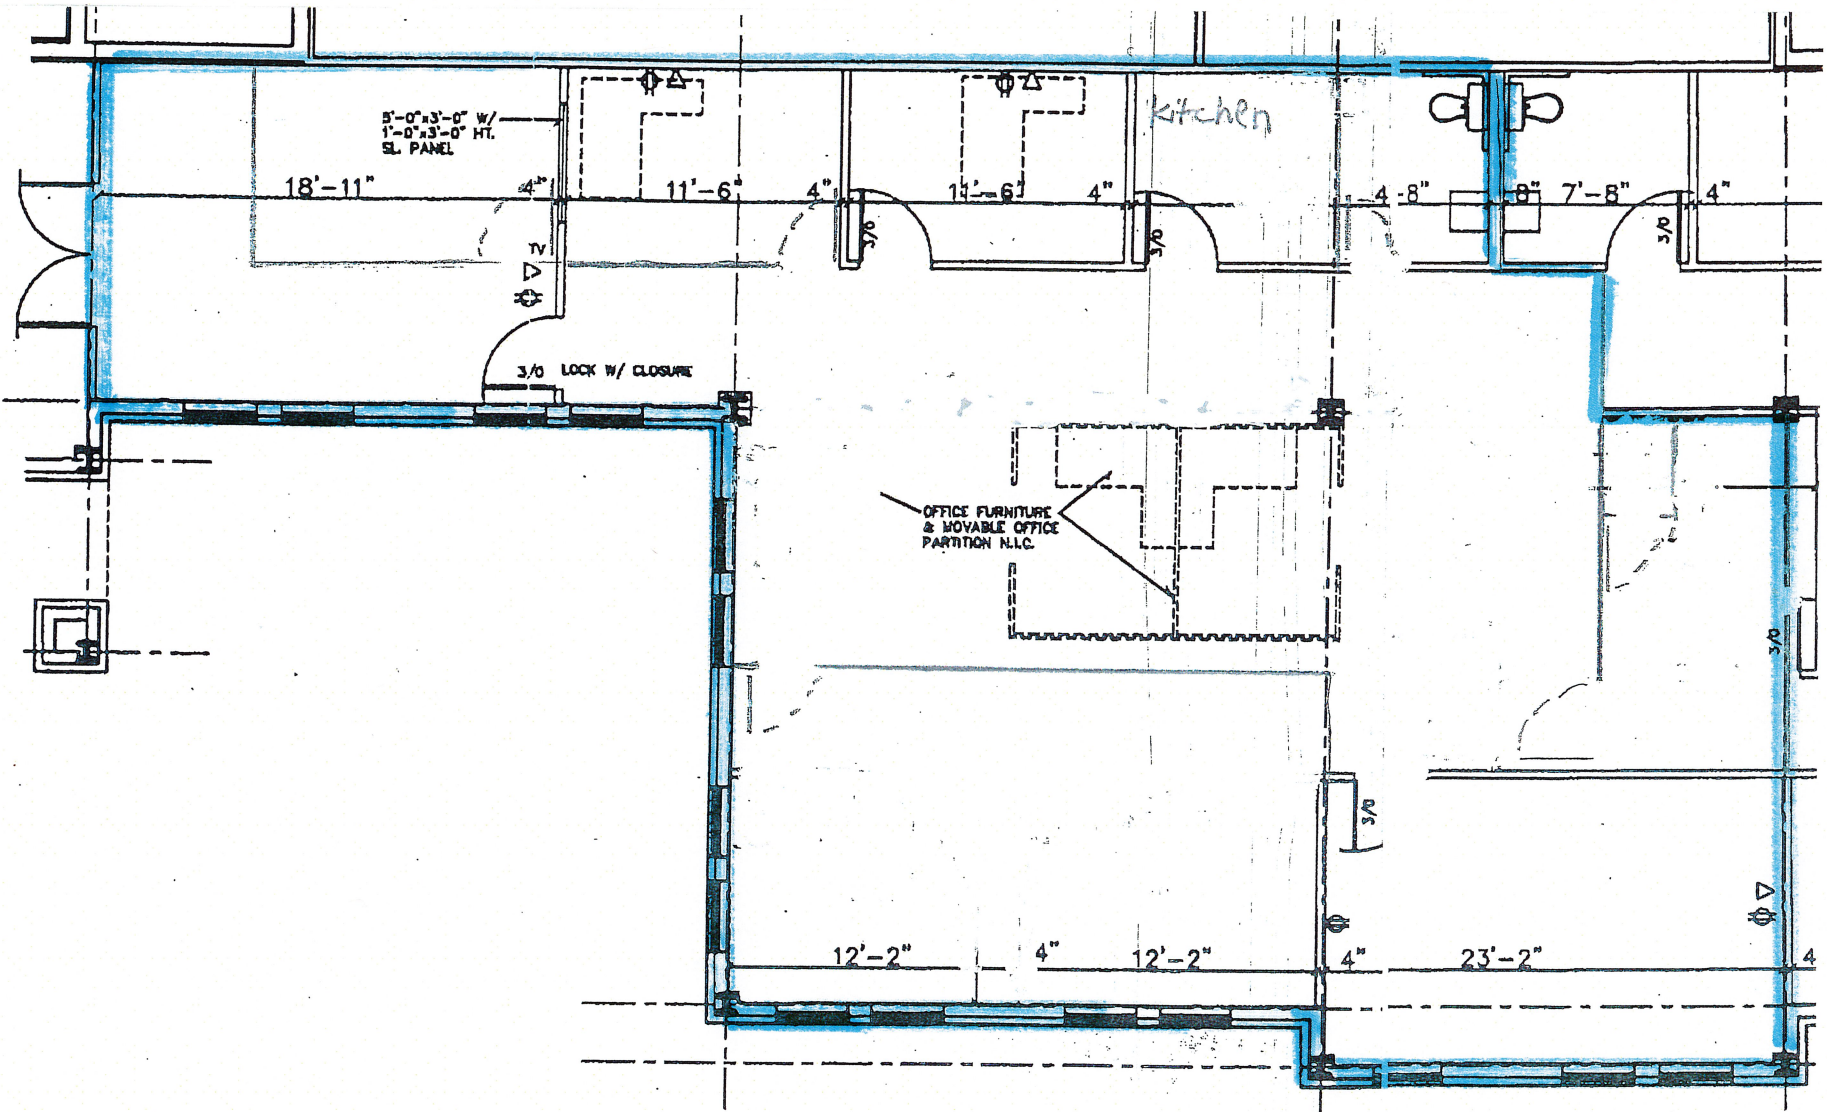 kitchen
5'-0"x3'-0" W/
1'-0"x3'-0" HT.
SL. PANEL
18'-11"
4"
11'-6"
4"
11'-6"
4"
8"
8"
7'-8"
4"
3/0
3/0
3/0
TV
3/0 LOCK W/ CLOSURE
OFFICE FURNITURE
& MOVABLE OFFICE
PARTITION N.I.C.
3/0
3/0
12'-2"
4"
12'-2"
4"
23'-2"
4